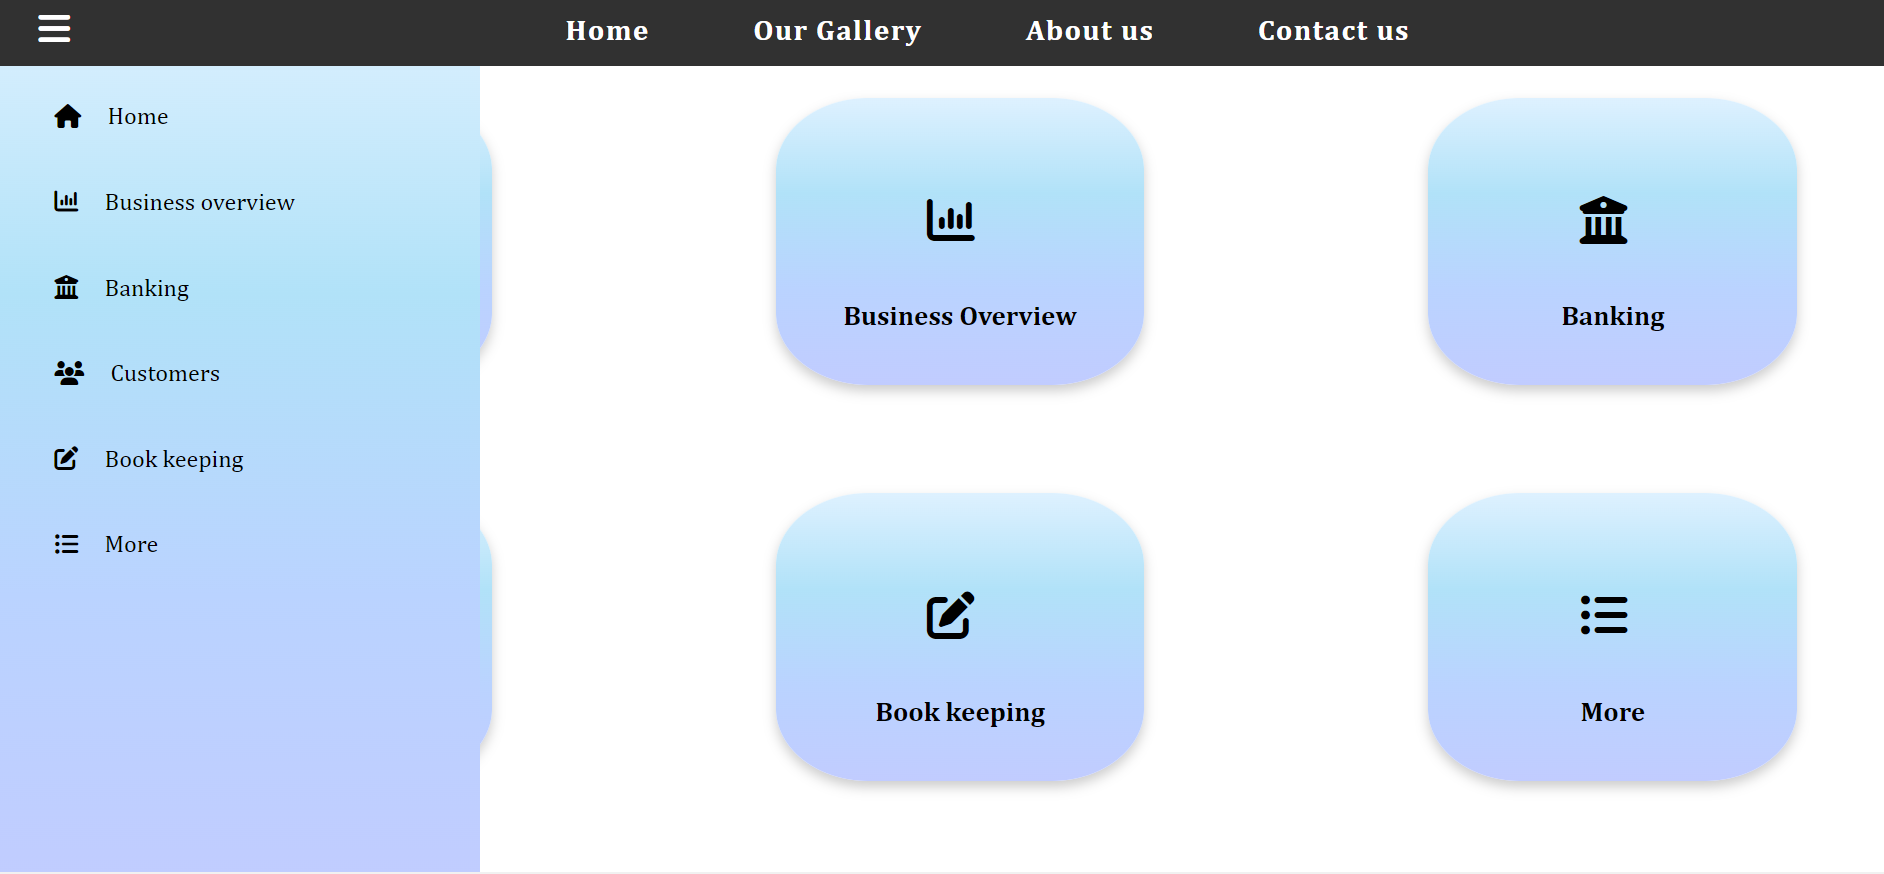 Home Our Gallery About us Contact us
Home
Business overview
Banking
Customers
Book keeping
More
Business Overview
Banking
Book keeping
More